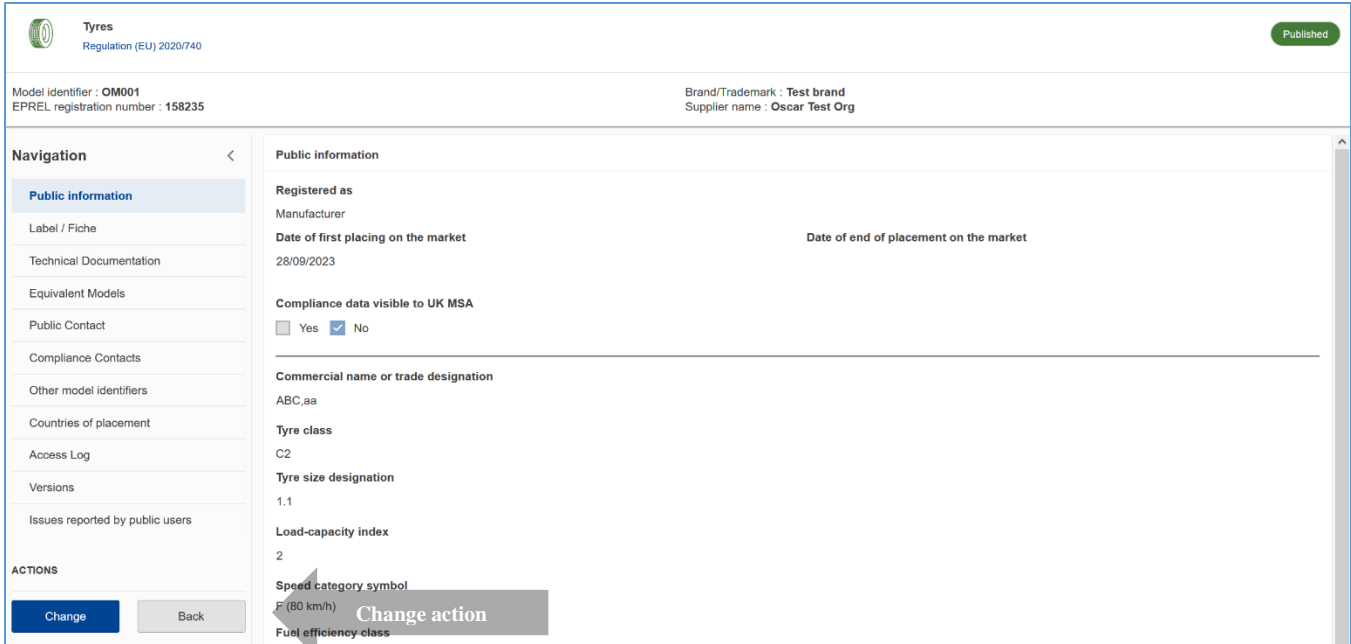 Tyres
Regulation (EU) 2020/740
Published
Model identifier : OM001
EPREL registration number : 158235
Brand/Trademark : Test brand
Supplier name : Oscar Test Org
Navigation
Public information
Label / Fiche
Technical Documentation
Equivalent Models
Public Contact
Compliance Contacts
Other model identifiers
Countries of placement
Access Log
Versions
Issues reported by public users
ACTIONS
Change
Back
Public information
Registered as
Manufacturer
Date of first placing on the market
Date of end of placement on the market
28/09/2023
Compliance data visible to UK MSA
Yes No
Commercial name or trade designation
ABC,aa
Tyre class
C2
Tyre size designation
1.1
Load-capacity index
2
Speed category symbol
F (80 km/h)
Change action
Fuel efficiency class